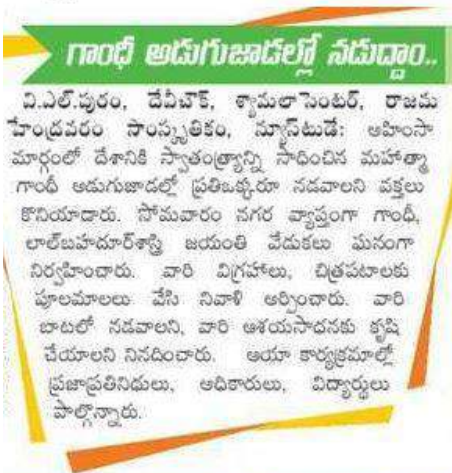 గాంధీ అడుగుజాడల్లో నడుద్దాం..
వి.ఎల్.పురం, దేవీచౌక్, శ్యామలాసెంటర్, రాజమ
హేంద్రవరం సాంస్కృతికం, న్యూస్‌టుడే: అహింసా
మార్గంలో దేశానికి స్వాతంత్ర్యాన్ని సాధించిన మహాత్మా
గాంధీ అడుగుజాడల్లో ప్రతిఒక్కరూ నడవాలని వక్తలు
కొనియాడారు. సోమవారం నగర వ్యాప్తంగా గాంధీ,
లాల్‌బహదూర్‌శాస్త్రి జయంతి వేడుకలు ఘనంగా
నిర్వహించారు. వారి విగ్రహాలు, చిత్రపటాలకు
పూలమాలలు వేసి నివాళి అర్పించారు. వారి
బాటలో నడవాలని, వారి ఆశయసాధనకు కృషి
చేయాలని నినదించారు. ఆయా కార్యక్రమాల్లో
ప్రజాప్రతినిధులు, అధికారులు, విద్యార్థులు
పాల్గొన్నారు.